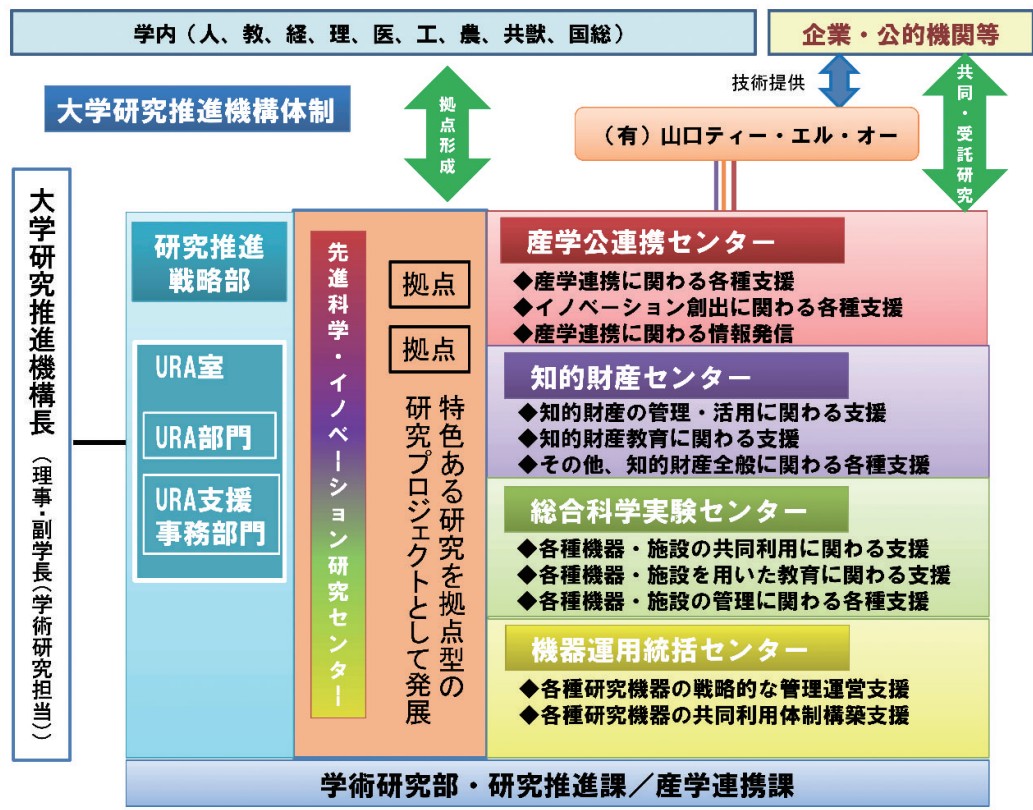 学内（人、教、経、理、医、工、農、共獣、国総）
企業・公的機関等
大学研究推進機構体制
拠点形成
技術提供
共同・受託研究
（有）山口ティー・エル・オー
大学研究推進機構長
（理事・副学長（学術研究担当））
研究推進
戦略部
URA室
URA部門
URA支援
事務部門
先進科学・イノベーション研究センター
拠点
拠点
特色ある研究を拠点型の
研究プロジェクトとして発展
産学公連携センター
◆産学連携に関わる各種支援
◆イノベーション創出に関わる各種支援
◆産学連携に関わる情報発信
知的財産センター
◆知的財産の管理・活用に関わる支援
◆知的財産教育に関わる支援
◆その他、知的財産全般に関わる各種支援
総合科学実験センター
◆各種機器・施設の共同利用に関わる支援
◆各種機器・施設を用いた教育に関わる支援
◆各種機器・施設の管理に関わる各種支援
機器運用統括センター
◆各種研究機器の戦略的な管理運営支援
◆各種研究機器の共同利用体制構築支援
学術研究部・研究推進課／産学連携課